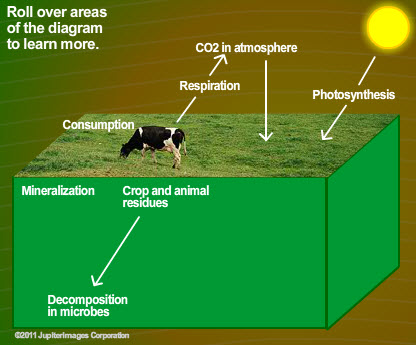 Roll over areas
of the diagram
to learn more.
CO2 in atmosphere
Respiration
Photosynthesis
Consumption
Mineralization
Crop and animal
residues
Decomposition
in microbes
©2011 JupiterImages Corporation